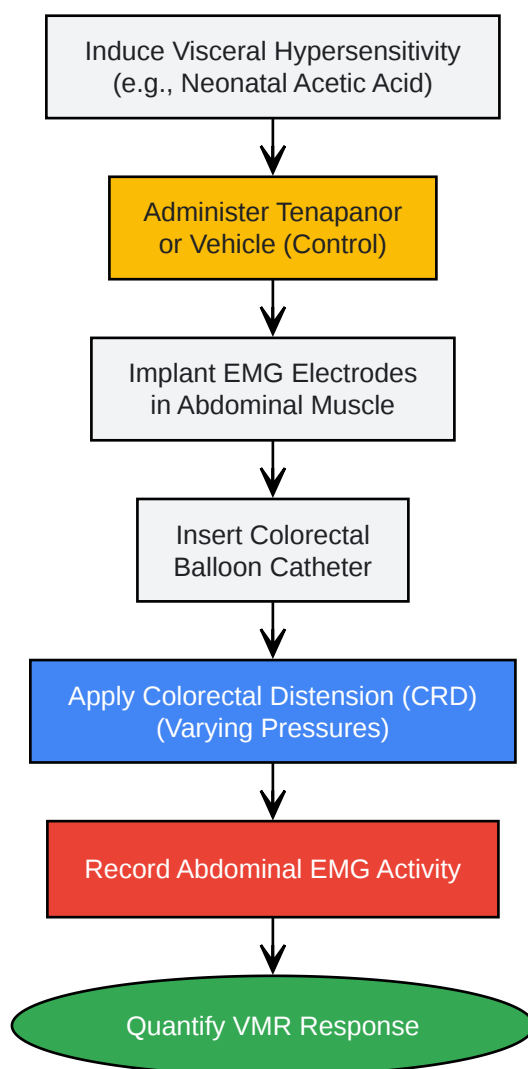 Induce Visceral Hypersensitivity
(e.g., Neonatal Acetic Acid)
Administer Tenapanor
or Vehicle (Control)
Implant EMG Electrodes
in Abdominal Muscle
Insert Colorectal
Balloon Catheter
Apply Colorectal Distension (CRD)
(Varying Pressures)
Record Abdominal EMG Activity
Quantify VMR Response